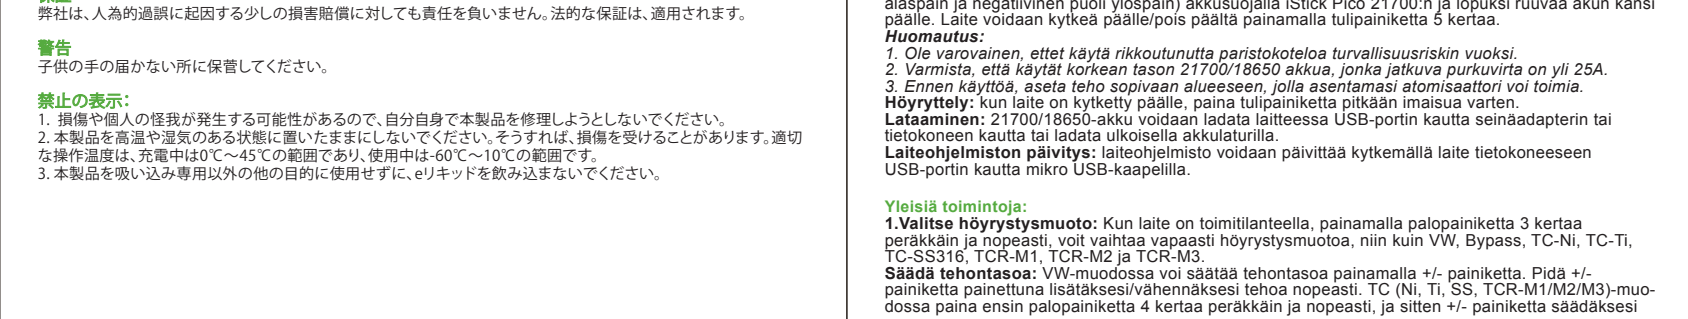 弊社は、人為的過誤に起因する少しの損害賠償に対しても責任を負いません。法的な保証は、適用されます。
警告
子供の手の届かない所に保菅してください。
禁止の表示：
1. 損傷や個人の怪我が発生する可能性があるので、自分自身で本製品を修理しようとしないでください。
2. 本製品を高温や湿気のある状態に置いたままにしないでください。そうすれば、損傷を受けることがあります。適切
な操作温度は、充電中は0℃～45℃の範囲であり、使用中は-60℃～10℃の範囲です。
3. 本製品を吸い込み専用以外の他の目的に使用せずに、eリキッドを飲み込まないでください。
alaspäin ja negatiivinen puoli ylöspäin) akkusuojalla iStick Pico 21700:n ja lopuksi ruuvaa akun kansi
päälle. Laite voidaan kytkeä päälle/pois päältä painamalla tulipainiketta 5 kertaa.
Huomautus:
1. Ole varovainen, ettet käytä rikkoutunutta paristokoteloa turvallisuusriskin vuoksi.
2. Varmista, että käytät korkean tason 21700/18650 akkua, jonka jatkuva purkuvirta on yli 25A.
3. Ennen käyttöä, aseta teho sopivaan alueeseen, jolla asentamasi atomisaattori voi toimia.
Höyryttely: kun laite on kytketty päälle, paina tulipainiketta pitkään imaisua varten.
Lataaminen: 21700/18650-akku voidaan ladata laitteessa USB-portin kautta seinäadapterin tai
tietokoneen kautta tai ladata ulkoisella akkulaturilla.
Laiteohjelmiston päivitys: laiteohjelmisto voidaan päivittää kytkemällä laite tietokoneeseen
USB-portin kautta mikro USB-kaapelilla.
Yleisiä toimintoja:
1.Valitse höyrystysmuoto: Kun laite on toimitilanteella, painamalla palopainiketta 3 kertaa
peräkkäin ja nopeasti, voit vaihtaa vapaasti höyrystysmuotoa, niin kuin VW, Bypass, TC-Ni, TC-Ti,
TC-SS316, TCR-M1, TCR-M2 ja TCR-M3.
Säädä tehontasoa: VW-muodossa voi säätää tehontasoa painamalla +/- painiketta. Pidä +/-
painiketta painettuna lisätäksesi/vähennäksesi tehoa nopeasti. TC (Ni, Ti, SS, TCR-M1/M2/M3)-muo-
dossa paina ensin palopainiketta 4 kertaa peräkkäin ja nopeasti, ja sitten +/- painiketta säädäksesi